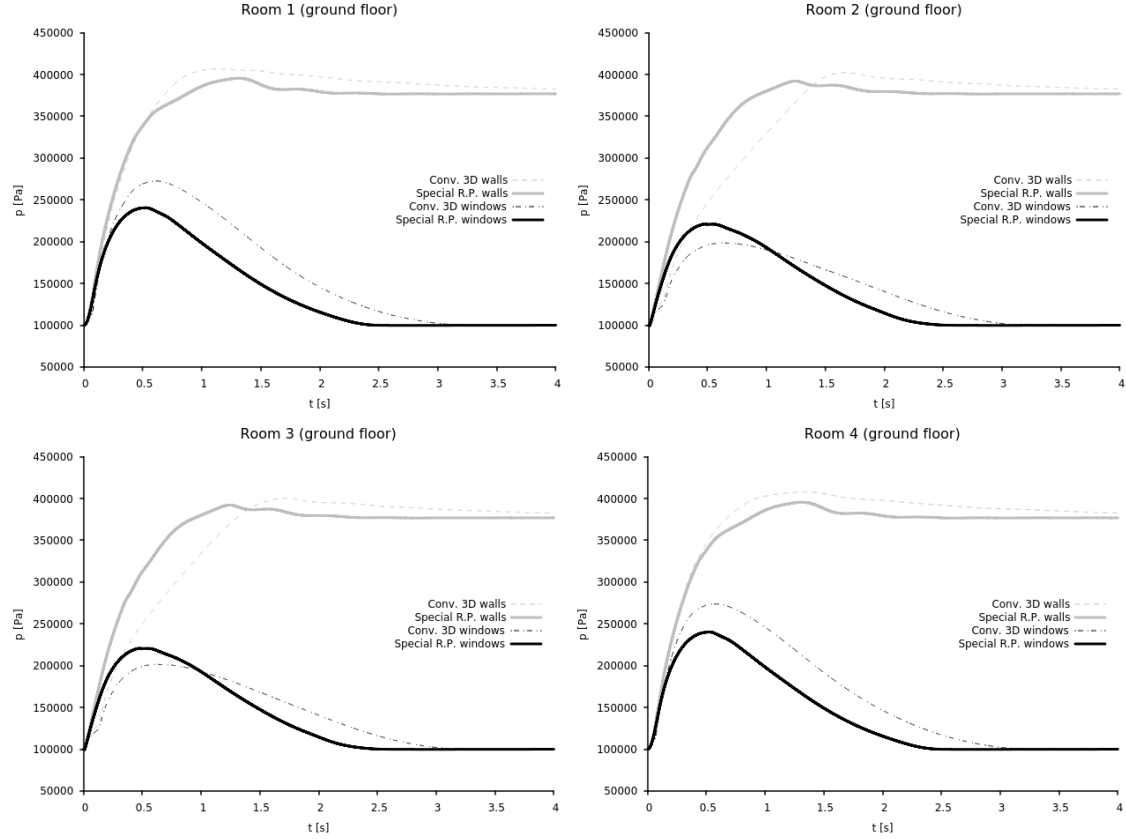 Room 1 (ground floor)
450000
400000
350000
300000
250000
200000
150000
100000
50000
p [Pa]
Conv. 3D walls
Special R.P. walls
Conv. 3D windows
Special R.P. windows
0 0.5 1 1.5 2 2.5 3 3.5 4
t [s]
Room 2 (ground floor)
450000
400000
350000
300000
250000
200000
150000
100000
50000
p [Pa]
Conv. 3D walls
Special R.P. walls
Conv. 3D windows
Special R.P. windows
0 0.5 1 1.5 2 2.5 3 3.5 4
t [s]
Room 3 (ground floor)
450000
400000
350000
300000
250000
200000
150000
100000
50000
p [Pa]
Conv. 3D walls
Special R.P. walls
Conv. 3D windows
Special R.P. windows
0 0.5 1 1.5 2 2.5 3 3.5 4
t [s]
Room 4 (ground floor)
450000
400000
350000
300000
250000
200000
150000
100000
50000
p [Pa]
Conv. 3D walls
Special R.P. walls
Conv. 3D windows
Special R.P. windows
0 0.5 1 1.5 2 2.5 3 3.5 4
t [s]